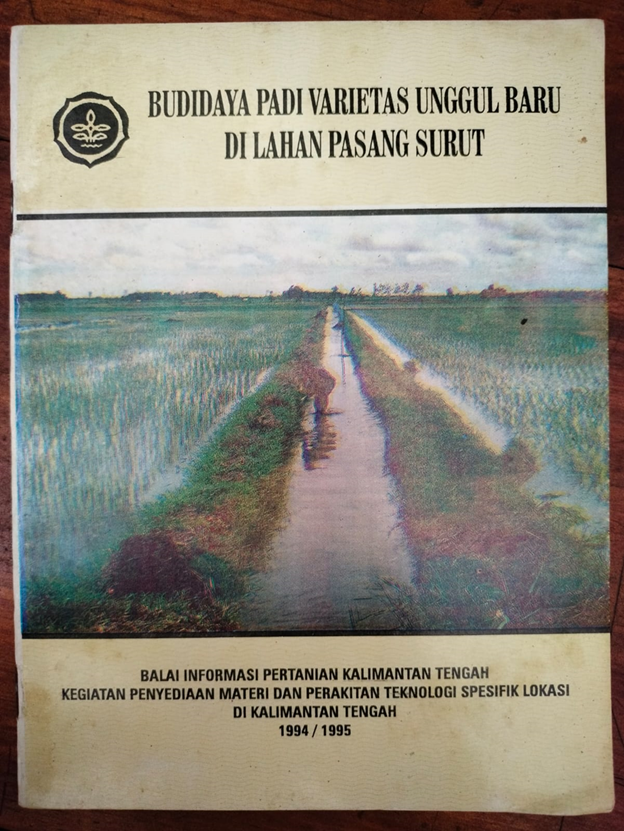 BUDIDAYA PADI VARIETAS UNGGUL BARU
DI LAHAN PASANG SURUT
BALAI INFORMASI PERTANIAN KALIMANTAN TENGAH
KEGIATAN PENYEDIAAN MATERI DAN PERAKITAN TEKNOLOGI SPESIFIK LOKASI
DI KALIMANTAN TENGAH
1994 / 1995